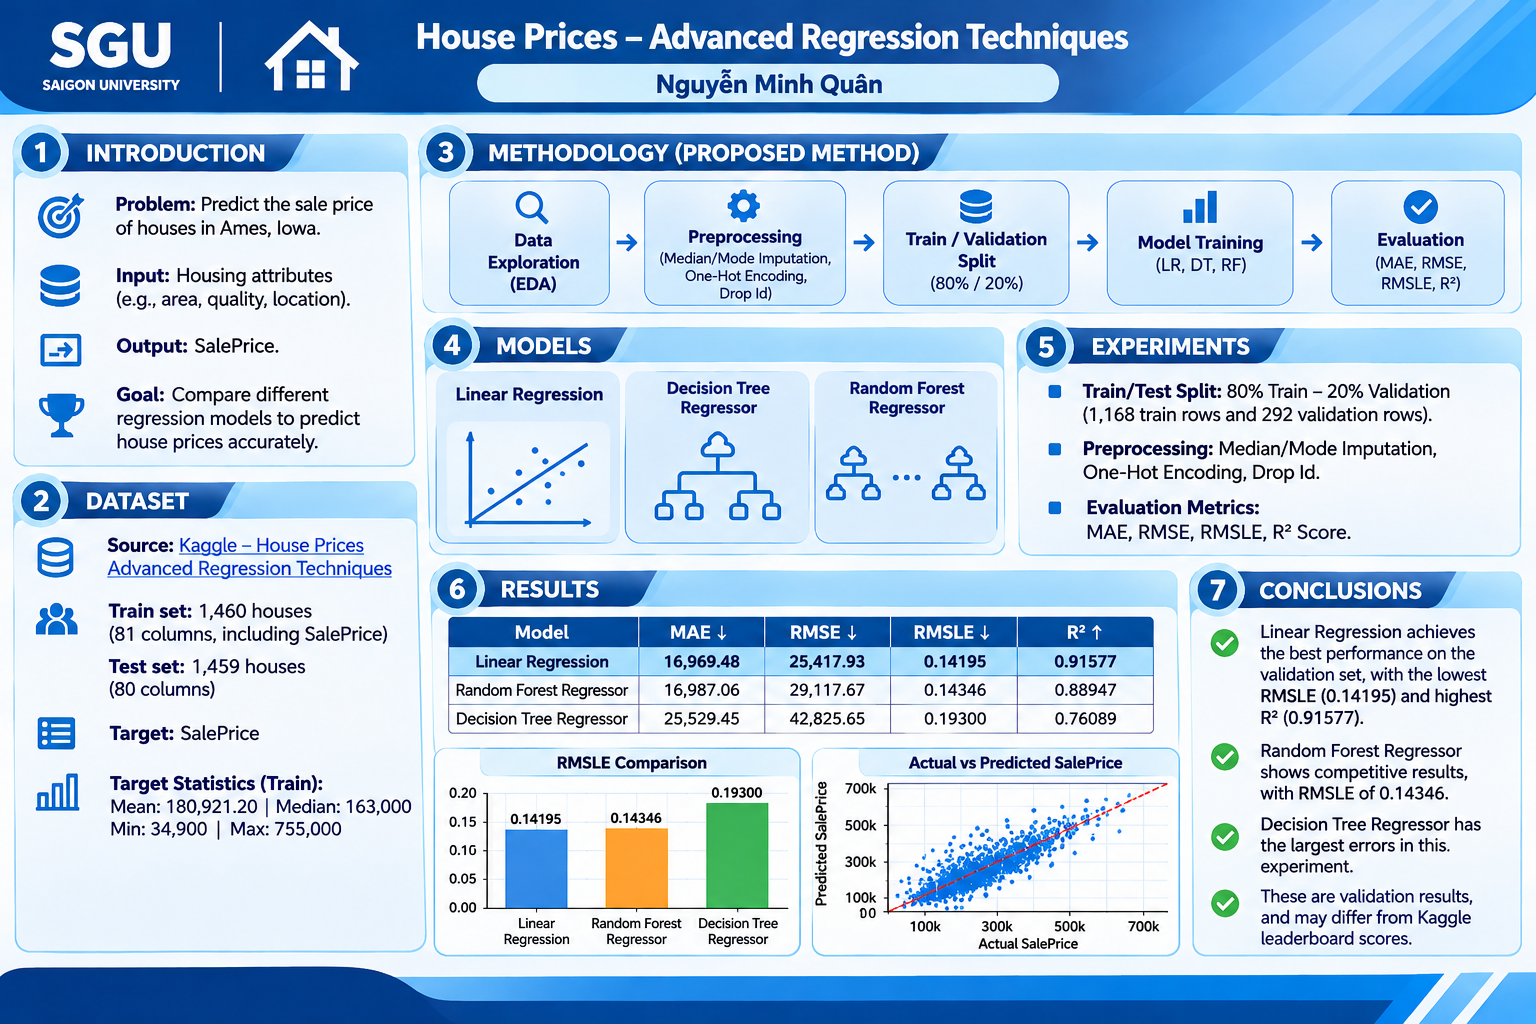 SGU
SAIGON UNIVERSITY
House Prices – Advanced Regression Techniques
Nguyễn Minh Quân
1 INTRODUCTION
Problem: Predict the sale price
of houses in Ames, Iowa.
Input: Housing attributes
(e.g., area, quality, location).
Output: SalePrice.
Goal: Compare different
regression models to predict
house prices accurately.
2 DATASET
Source: Kaggle – House Prices
Advanced Regression Techniques
Train set: 1,460 houses
(81 columns, including SalePrice)
Test set: 1,459 houses
(80 columns)
Target: SalePrice
Target Statistics (Train):
Mean: 180,921.20 | Median: 163,000
Min: 34,900 | Max: 755,000
3 METHODOLOGY (PROPOSED METHOD)
Data
Exploration
(EDA)
Preprocessing
(Median/Mode Imputation,
One-Hot Encoding,
Drop Id)
Train / Validation
Split
(80% / 20%)
Model Training
(LR, DT, RF)
Evaluation
(MAE, RMSE,
RMSLE, R²)
4 MODELS
Linear Regression
Decision Tree
Regressor
Random Forest
Regressor
5 EXPERIMENTS
Train/Test Split: 80% Train – 20% Validation
(1,168 train rows and 292 validation rows).
Preprocessing: Median/Mode Imputation,
One-Hot Encoding, Drop Id.
Evaluation Metrics:
MAE, RMSE, RMSLE, R² Score.
6 RESULTS
Model MAE ↓ RMSE ↓ RMSLE ↓ R² ↑
Linear Regression 16,969.48 25,417.93 0.14195 0.91577
Random Forest Regressor 16,987.06 29,117.67 0.14346 0.88947
Decision Tree Regressor 25,529.45 42,825.65 0.19300 0.76089
RMSLE Comparison
0.20
0.15
0.10
0.05
0.00
0.14195
0.14346
0.19300
Linear
Regression
Random Forest
Regressor
Decision Tree
Regressor
Actual vs Predicted SalePrice
Predicted SalePrice
700k
500k
300k
100k
00
100k 300k 500k 700k
Actual SalePrice
7 CONCLUSIONS
Linear Regression achieves
the best performance on the
validation set, with the lowest
RMSLE (0.14195) and highest
R² (0.91577).
Random Forest Regressor
shows competitive results,
with RMSLE of 0.14346.
Decision Tree Regressor has
the largest errors in this.
experiment.
These are validation results,
and may differ from Kaggle
leaderboard scores.